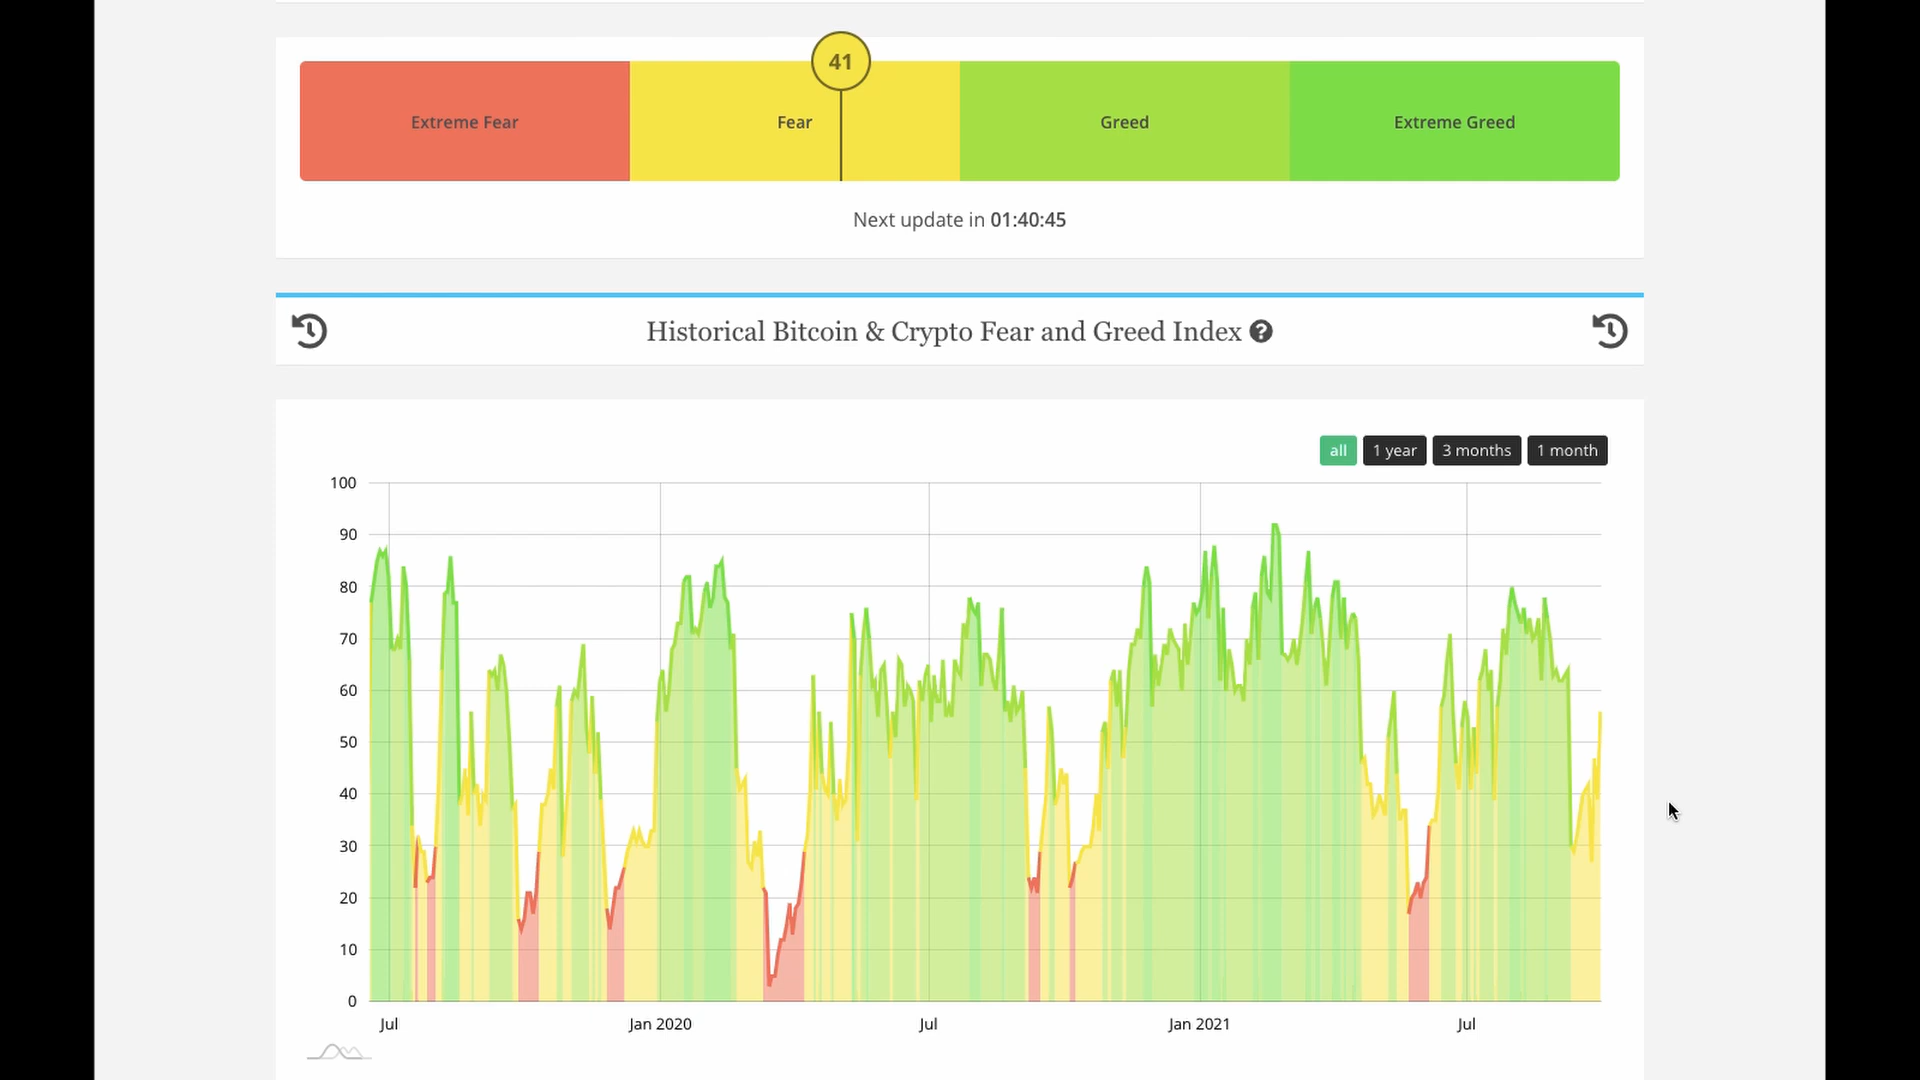 41
Extreme Fear Fear Greed Extreme Greed
Next update in 01:40:45
Historical Bitcoin & Crypto Fear and Greed Index ?
all 1 year 3 months 1 month
100
90
80
70
60
50
40
30
20
10
0
Jul Jan 2020 Jul Jan 2021 Jul